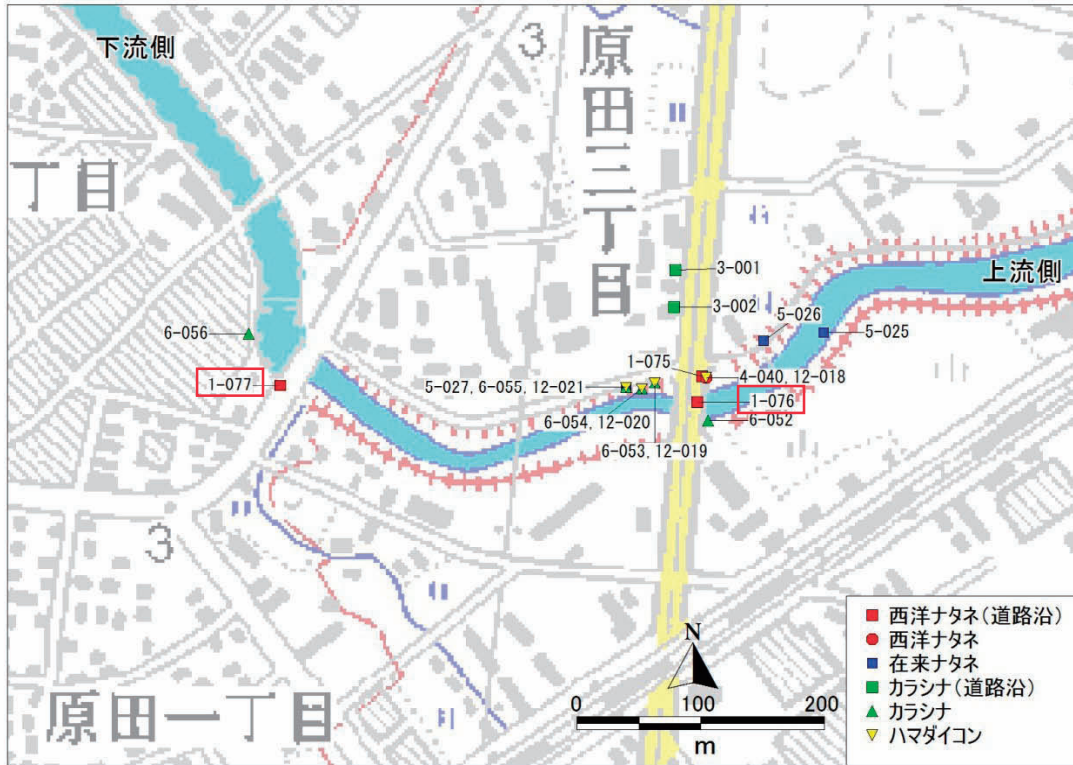 下流側
3
原田三丁目
丁目
上流側
3-001
3-002
5-026
5-025
6-056
1-077
1-075
4-040, 12-018
5-027, 6-055, 12-021
1-076
6-054, 12-020
6-052
6-053, 12-019
3
原田一丁目
N
0 100 200
m
西洋ナタネ(道路沿)
西洋ナタネ
在来ナタネ
カラシナ(道路沿)
カラシナ
ハマダイコン